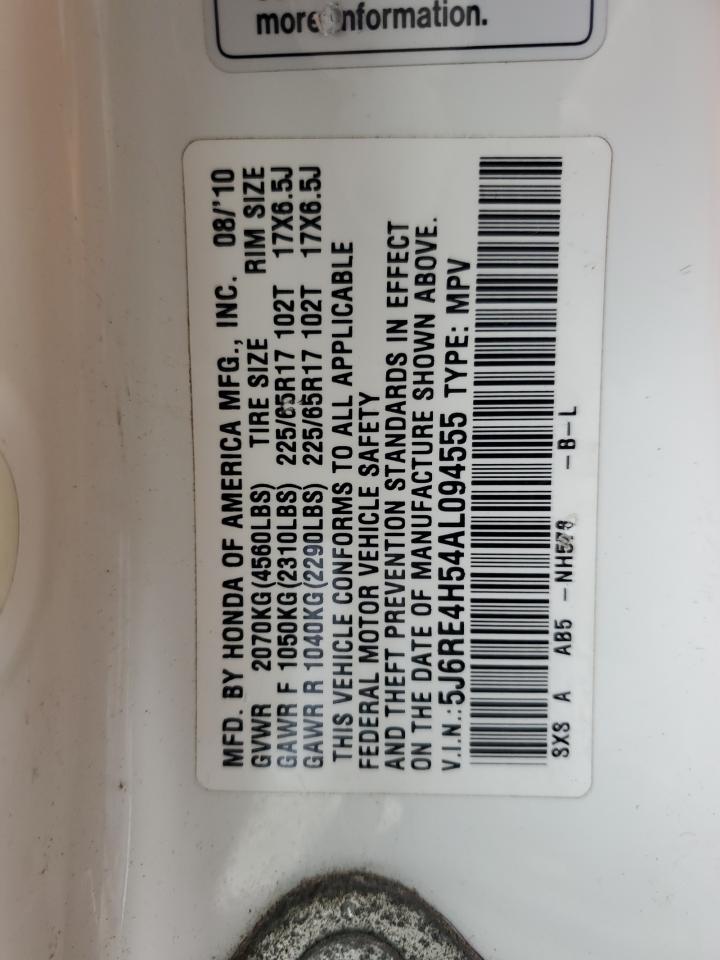 more information.
MFD. BY HONDA OF AMERICA MFG., INC. 08/'10
GVWR 2070KG(4560LBS) TIRE SIZE RIM SIZE
GAWR F 1050KG(2310LBS) 225/65R17 102T 17X6.5J
GAWR R 1040KG(2290LBS) 225/65R17 102T 17X6.5J
THIS VEHICLE CONFORMS TO ALL APPLICABLE
FEDERAL MOTOR VEHICLE SAFETY
AND THEFT PREVENTION STANDARDS IN EFFECT
ON THE DATE OF MANUFACTURE SHOWN ABOVE.
V.I.N.:5J6RE4H54AL094555 TYPE: MPV
SXS A AB5 -NH578 -B-L